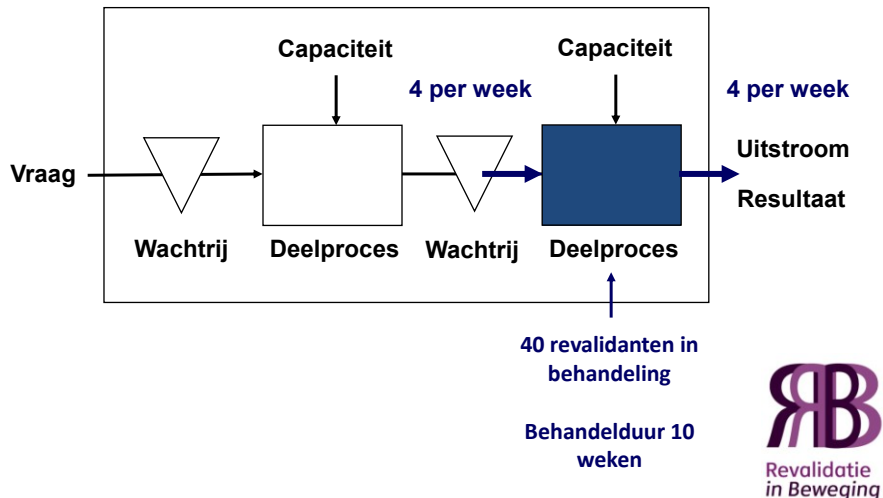 Capaciteit
Capaciteit
4 per week
4 per week
Vraag
Uitstroom
Resultaat
Wachtrij
Deelproces
Wachtrij
Deelproces
40 revalidanten in
behandeling
Behandelduur 10
weken
RRBB
Revalidatie
in Beweging